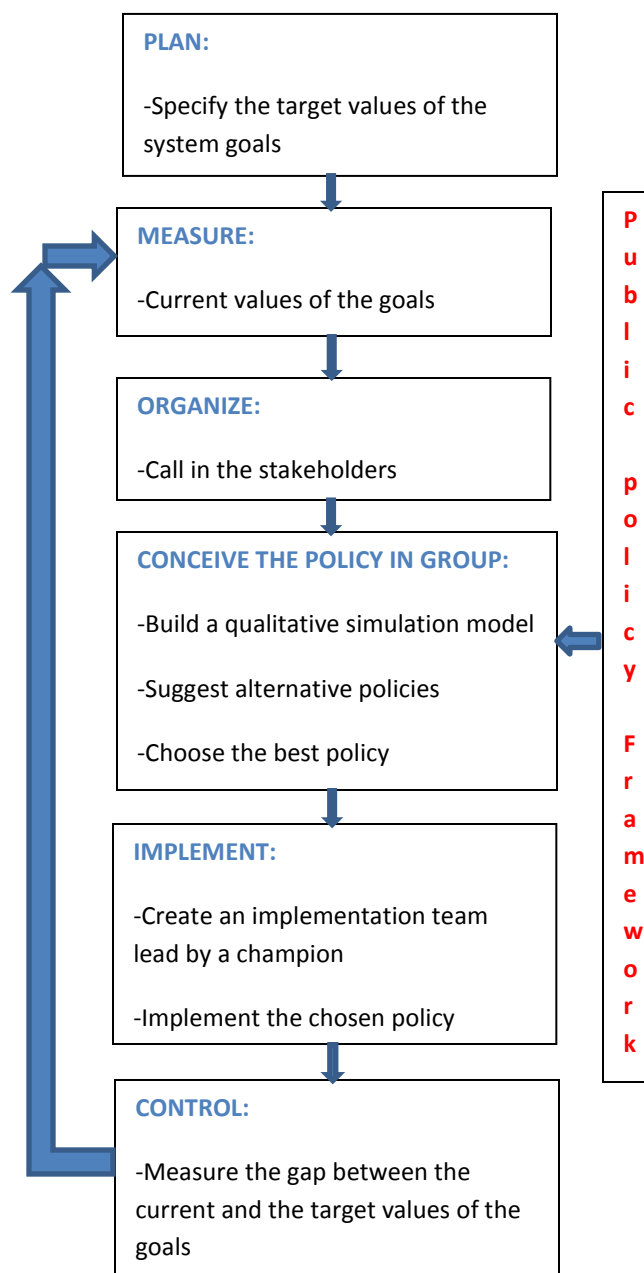 PLAN:
-Specify the target values of the
system goals
MEASURE:
-Current values of the goals
ORGANIZE:
-Call in the stakeholders
CONCEIVE THE POLICY IN GROUP:
-Build a qualitative simulation model
-Suggest alternative policies
-Choose the best policy
IMPLEMENT:
-Create an implementation team
lead by a champion
-Implement the chosen policy
CONTROL:
-Measure the gap between the
current and the target values of the
goals
P
u
b
l
i
c
p
o
l
i
c
y
F
r
a
m
e
w
o
r
k